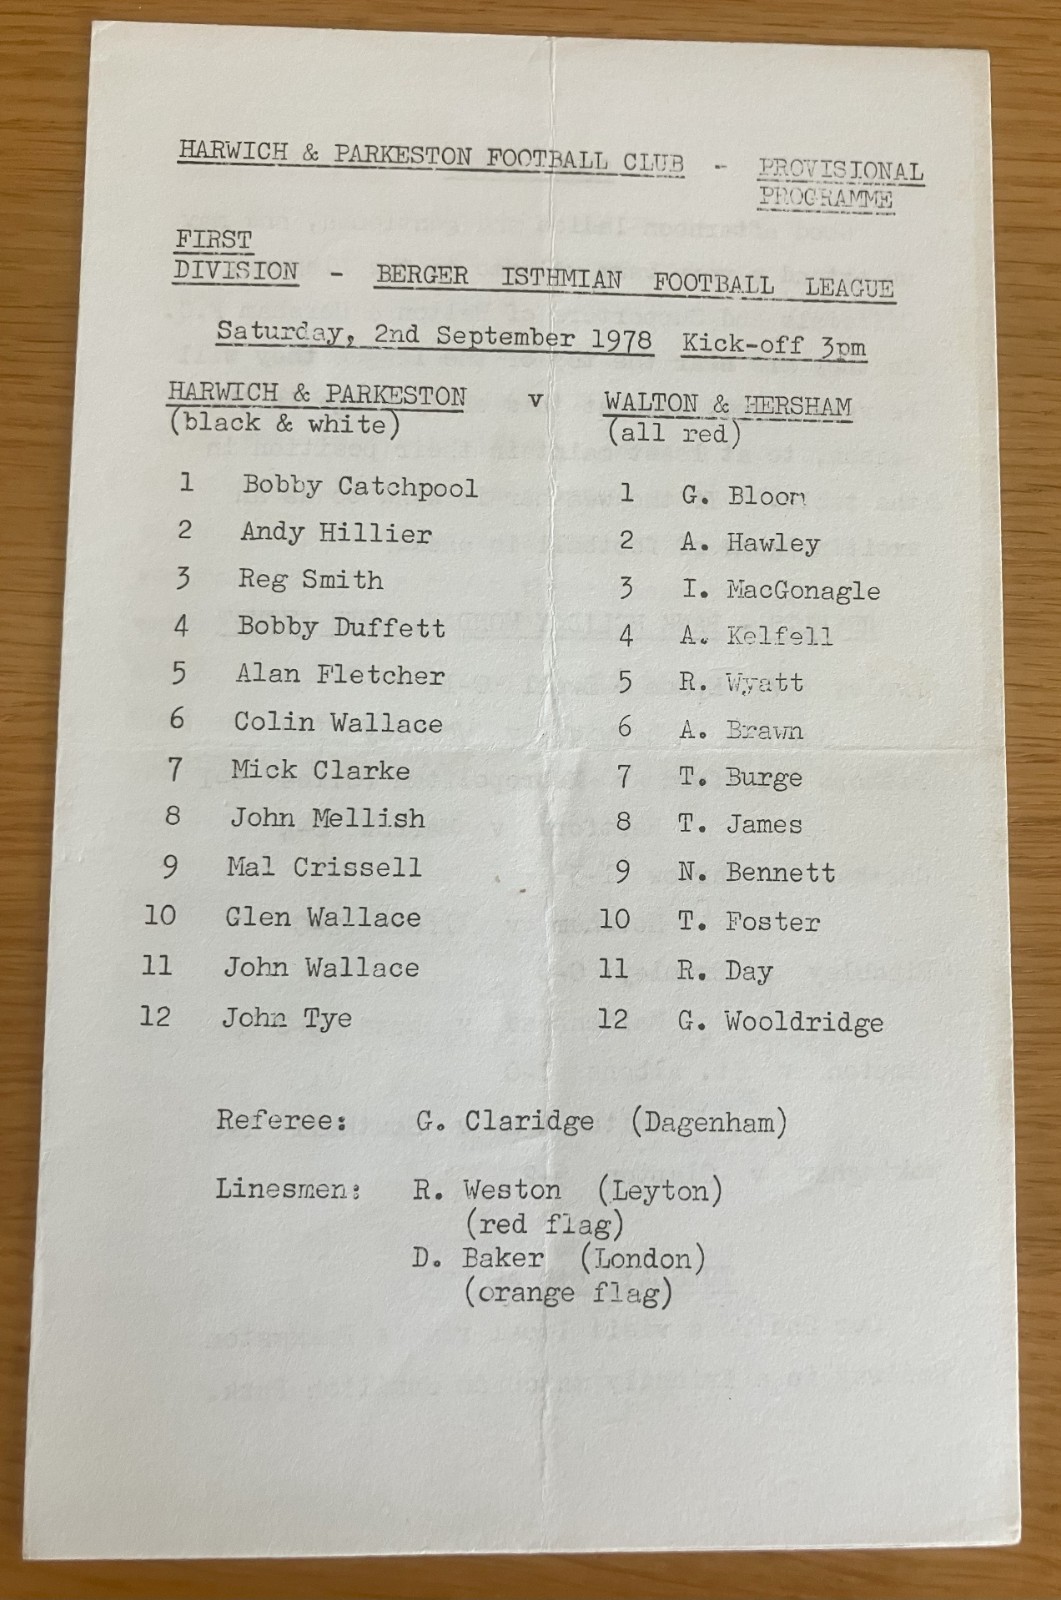 HARWICH & PARKESTON FOOTBALL CLUB - PROVISIONAL
PROGRAMME
FIRST
DIVISION - BERGER ISTHMIAN FOOTBALL LEAGUE
Saturday, 2nd September 1978 Kick-off 3pm
HARWICH & PARKESTON v WALTON & HERSHAM
(black & white) (all red)
1 Bobby Catchpool 1 G. Bloon
2 Andy Hillier 2 A. Hawley
3 Reg Smith 3 I. MacGonagle
4 Bobby Duffett 4 A. Kelfell
5 Alan Fletcher 5 R. Wyatt
6 Colin Wallace 6 A. Brawn
7 Mick Clarke 7 T. Burge
8 John Mellish 8 T. James
9 Mal Crissell 9 N. Bennett
10 Glen Wallace 10 T. Foster
11 John Wallace 11 R. Day
12 John Tye 12 G. Wooldridge
Referee: G. Claridge (Dagenham)
Linesmen: R. Weston (Leyton)
(red flag)
D. Baker (London)
(orange flag)